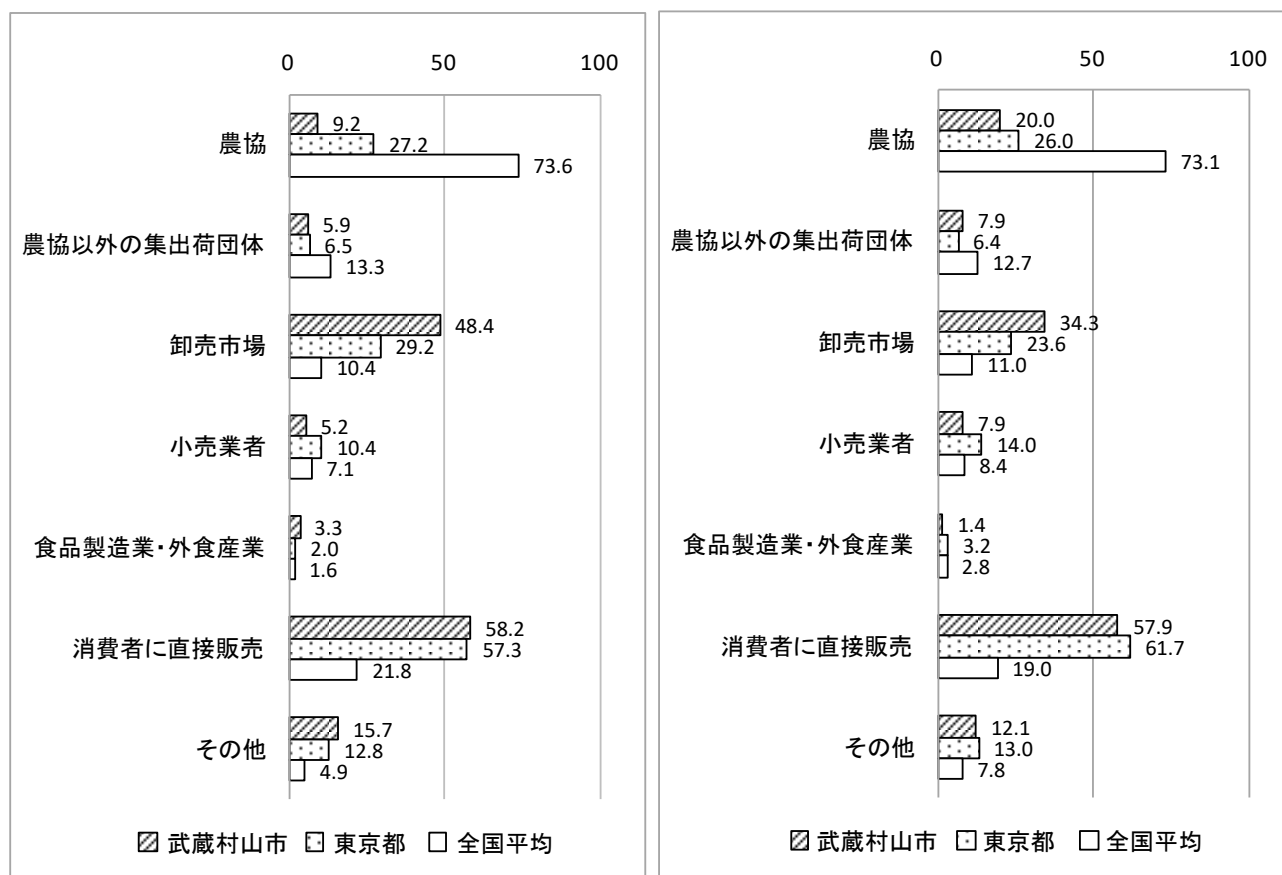 0 50 100
農協
9.2
27.2
73.6
農協以外の集出荷団体
5.9
6.5
13.3
卸売市場
48.4
29.2
10.4
小売業者
5.2
10.4
7.1
食品製造業・外食産業
3.3
2.0
1.6
消費者に直接販売
58.2
57.3
21.8
その他
15.7
12.8
4.9
武蔵村山市 東京都 全国平均
0 50 100
農協
20.0
26.0
73.1
農協以外の集出荷団体
7.9
6.4
12.7
卸売市場
34.3
23.6
11.0
小売業者
7.9
14.0
8.4
食品製造業・外食産業
1.4
3.2
2.8
消費者に直接販売
57.9
61.7
19.0
その他
12.1
13.0
7.8
武蔵村山市 東京都 全国平均